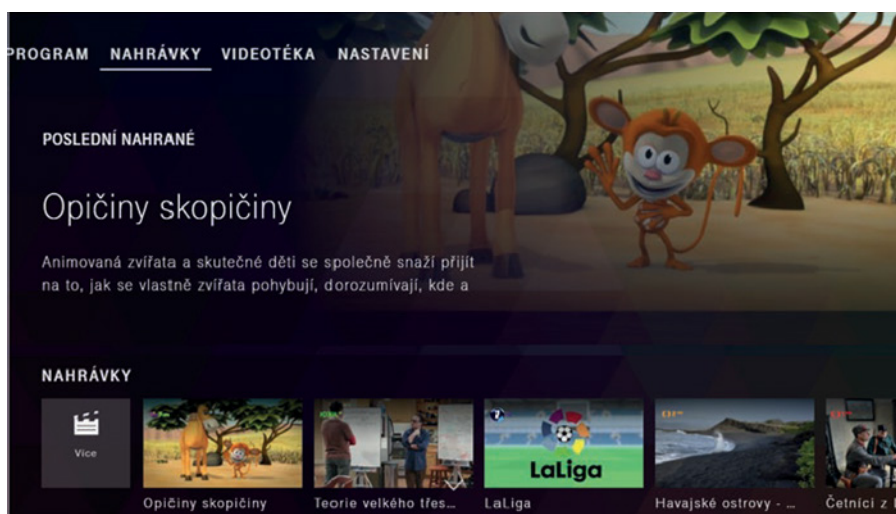 PROGRAM NAHRÁVKY VIDEOTÉKA NASTAVENÍ
POSLEDNÍ NAHRANÉ
Opičiny skopičiny
Animovaná zvířata a skutečné děti se společně snaží přijít
na to, jak se vlastně zvířata pohybují, dorozumívají, kde a
NAHRÁVKY
Více
LaLiga
Opičiny skopičiny Teorie velkého třes... LaLiga Havajské ostrovy - ... Četníci z